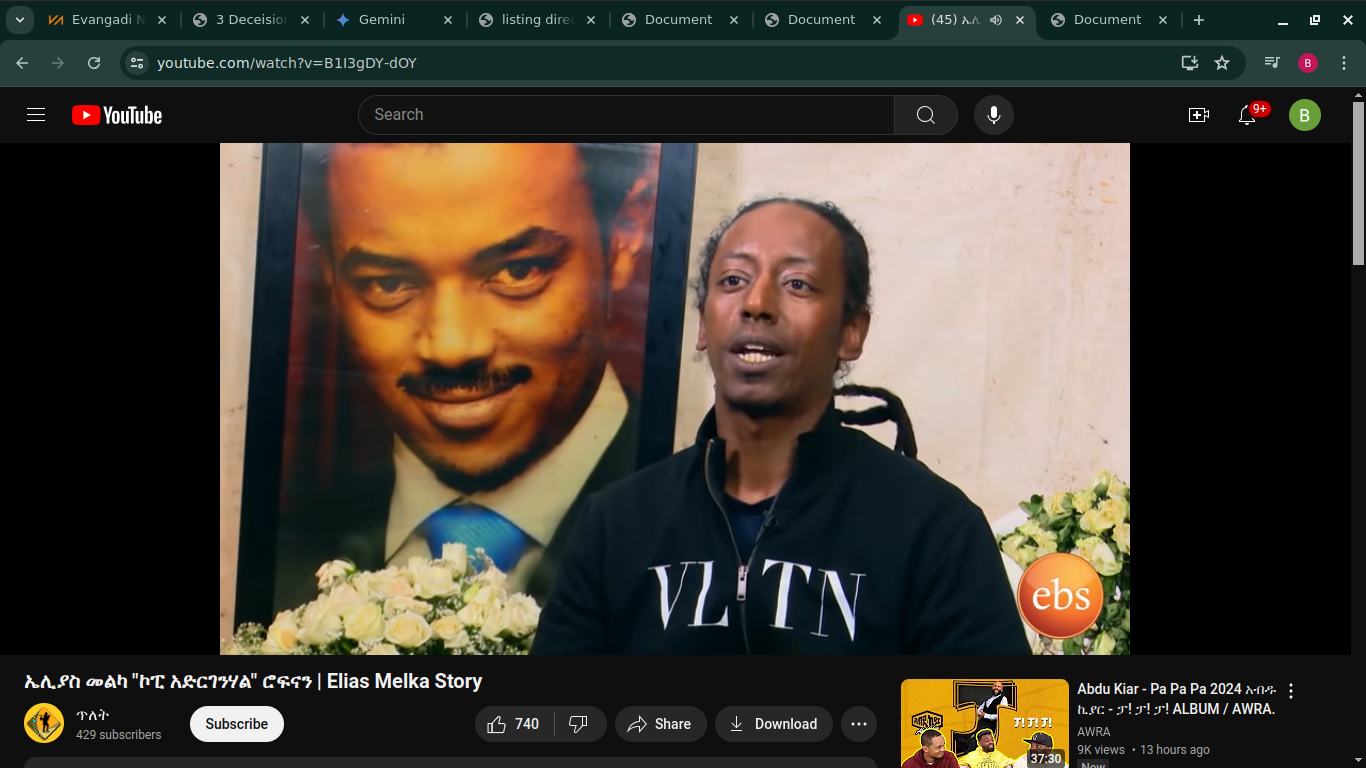 Evangadi N
3 Deceisio
Gemini
listing dire
Document
Document
(45) ኤሊ
Document
youtube.com/watch?v=B1I3gDY-dOY
B
YouTube
Search
9+
B
VLTN
ebs
ኤሊያስ መልካ "ኮፒ አድርገንሃል" ሮፍናን | Elias Melka Story
ጥለት
429 subscribers
Subscribe
740
Share
Download
Abdu Kiar - Pa Pa Pa 2024 አብዱ
ኪያር - ፓ! ፓ! ፓ! ALBUM / AWRA.
AWRA
9K views • 13 hours ago
Now
ፓ! ፓ! ፓ!
37:30